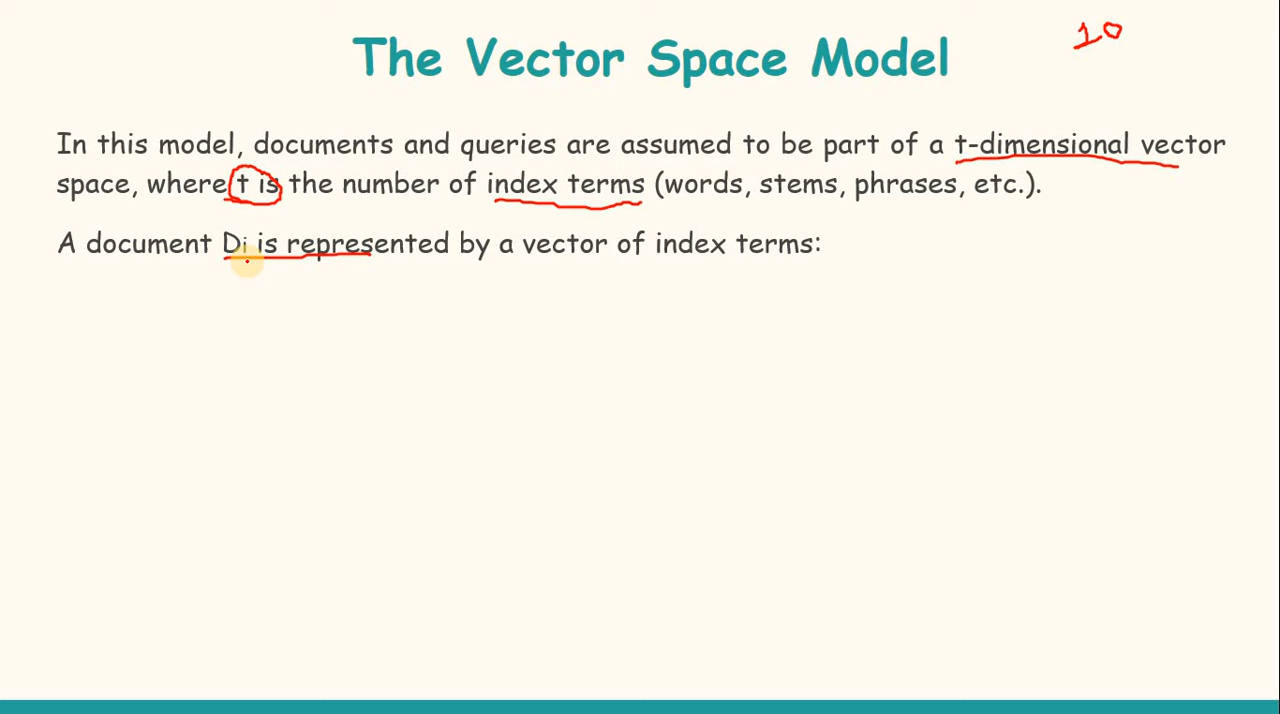 The Vector Space Model
10
In this model, documents and queries are assumed to be part of a t-dimensional vector
space, where t is the number of index terms (words, stems, phrases, etc.).
A document Di is represented by a vector of index terms: